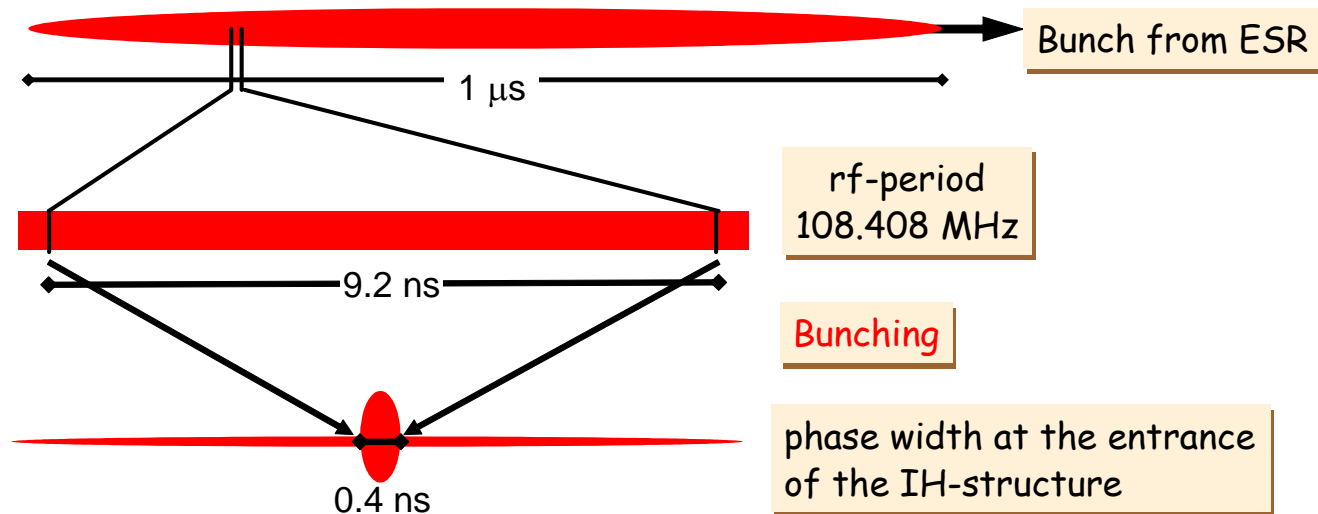 Bunch from ESR
1 μs
rf-period
108.408 MHz
9.2 ns
Bunching
phase width at the entrance
of the IH-structure
0.4 ns